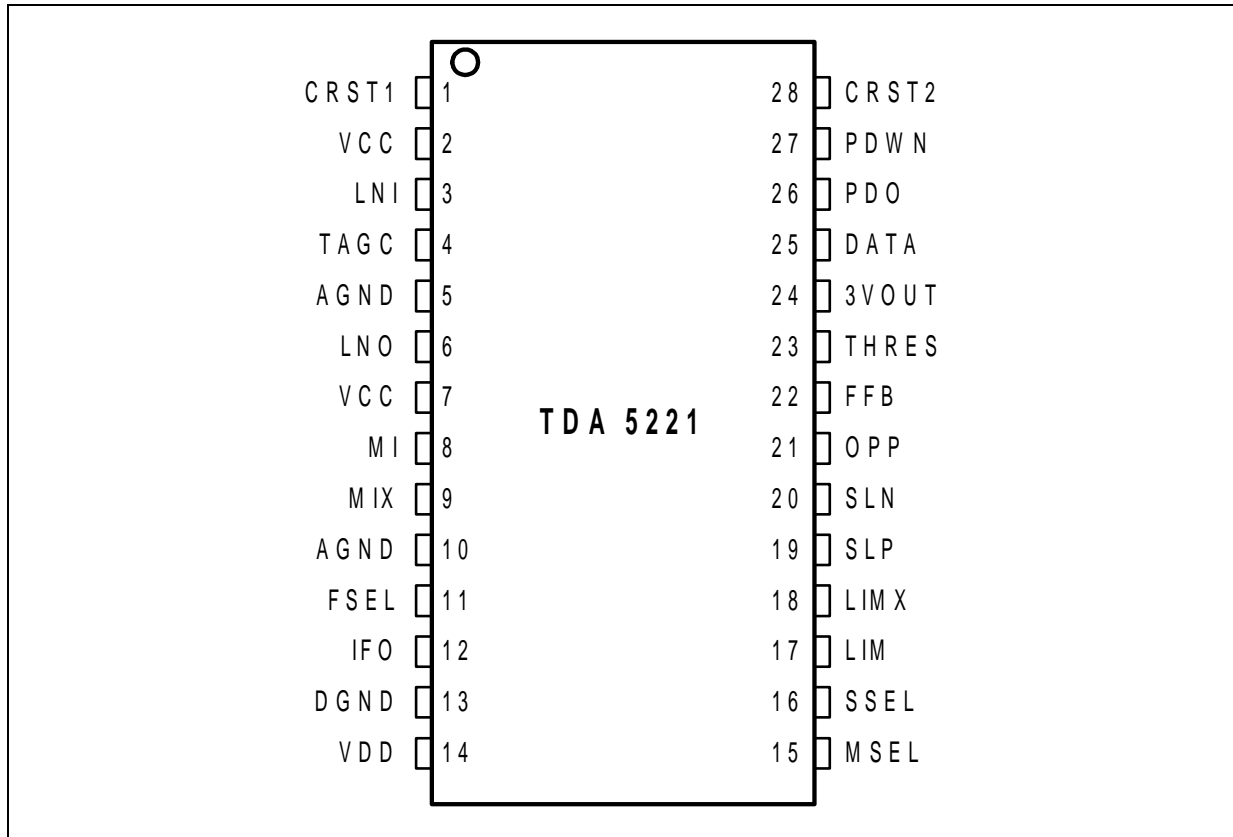 CRST1 1 28 CRST2
VCC 2 27 PDWN
LNI 3 26 PDO
TAGC 4 25 DATA
AGND 5 24 3VOUT
LNO 6 23 THRES
VCC 7 22 FFB
TDA 5221
MI 8 21 OPP
MIX 9 20 SLN
AGND 10 19 SLP
FSEL 11 18 LIMX
IFO 12 17 LIM
DGND 13 16 SSEL
VDD 14 15 MSEL